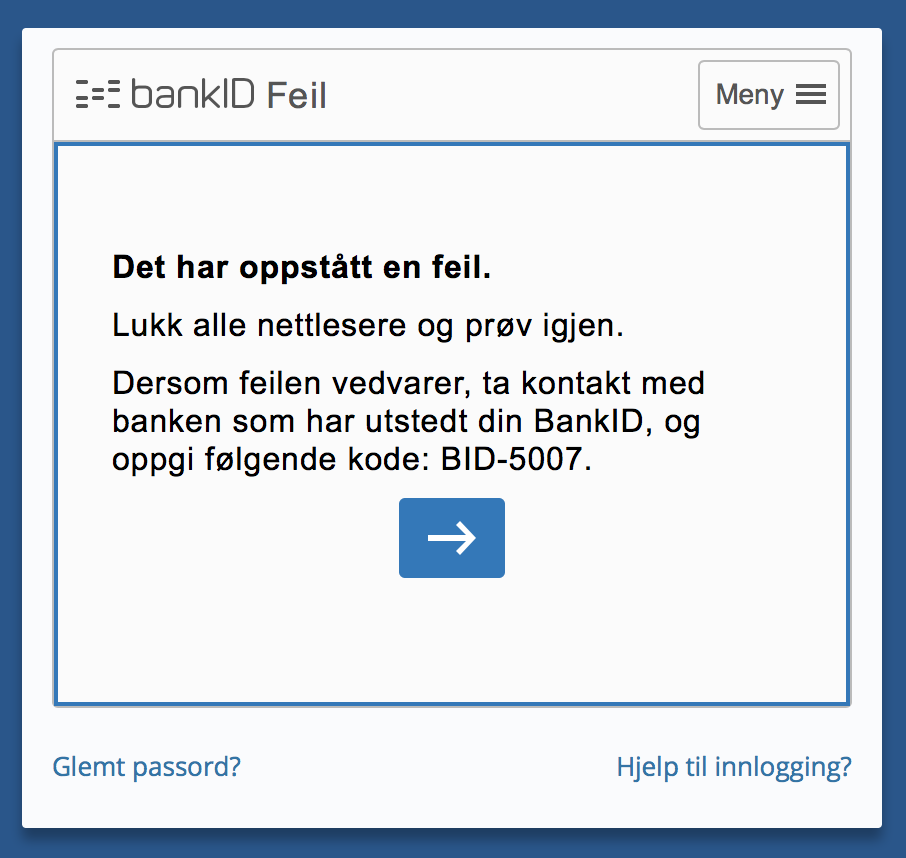 bankID Feil
Meny
Det har oppstått en feil.
Lukk alle nettlesere og prøv igjen.
Dersom feilen vedvarer, ta kontakt med
banken som har utstedt din BankID, og
oppgi følgende kode: BID-5007.
Glemt passord?
Hjelp til innlogging?